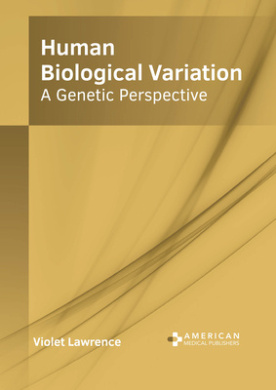 Human
Biological Variation
A Genetic Perspective
Violet Lawrence
AMERICAN
MEDICAL PUBLISHERS